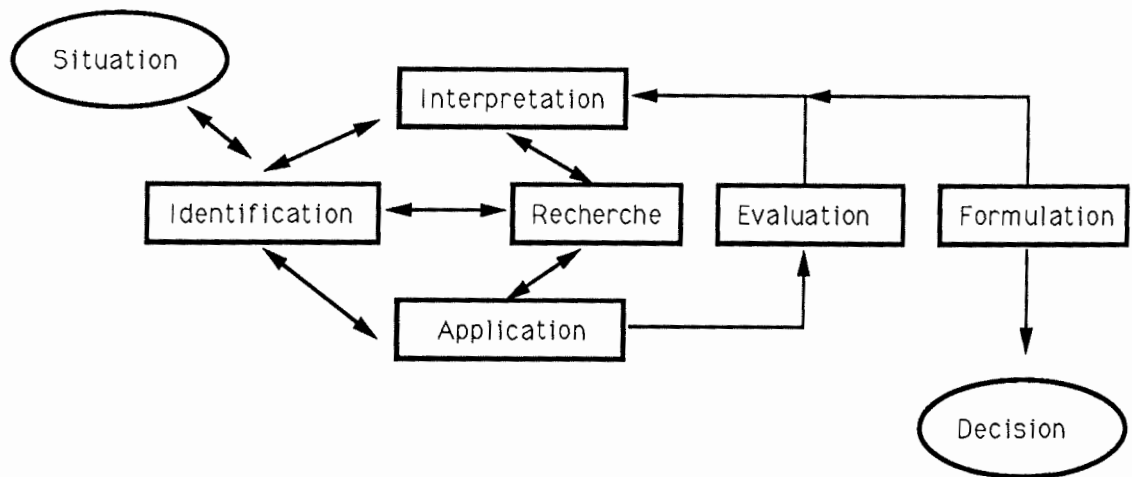 Situation
Interpretation
Identification
Recherche
Evaluation
Formulation
Application
Decision